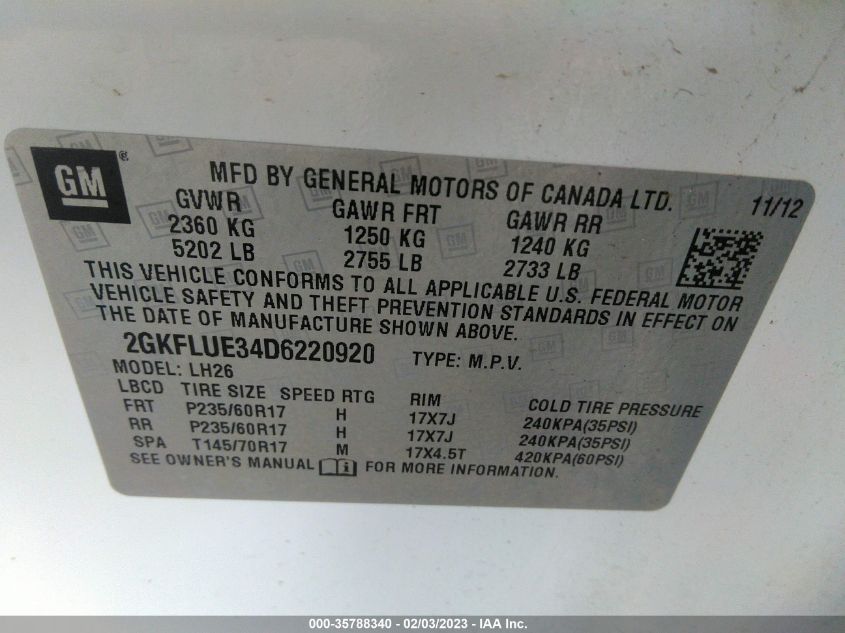 GM
MFD BY GENERAL MOTORS OF CANADA LTD. 11/12
GVWR GAWR FRT GAWR RR
2360 KG 1250 KG 1240 KG
5202 LB 2755 LB 2733 LB
THIS VEHICLE CONFORMS TO ALL APPLICABLE U.S. FEDERAL MOTOR
VEHICLE SAFETY AND THEFT PREVENTION STANDARDS IN EFFECT ON
THE DATE OF MANUFACTURE SHOWN ABOVE.
2GKFLUE34D6220920 TYPE: M.P.V.
MODEL: LH26
LBCD TIRE SIZE SPEED RTG RIM COLD TIRE PRESSURE
FRT P235/60R17 H 17X7J 240KPA(35PSI)
RR P235/60R17 H 17X7J 240KPA(35PSI)
SPA T145/70R17 M 17X4.5T 420KPA(60PSI)
SEE OWNER'S MANUAL FOR MORE INFORMATION.
000-35788340 - 02/03/2023 - IAA Inc.